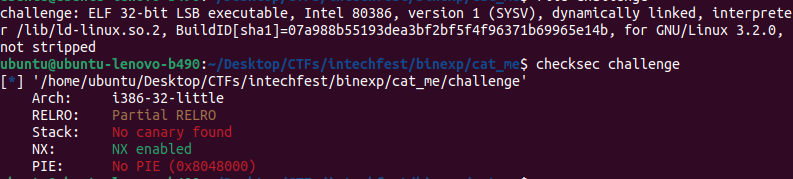 challenge: ELF 32-bit LSB executable, Intel 80386, version 1 (SYSV), dynamically linked, interprete
r /lib/ld-linux.so.2, BuildID[sha1]=07a988b55193dea3bf2bf5f4f96371b69965e14b, for GNU/Linux 3.2.0,
not stripped
ubuntu@ubuntu-lenovo-b490:~/Desktop/CTFs/intechfest/binexp/cat_me$ checksec challenge
[*] '/home/ubuntu/Desktop/CTFs/intechfest/binexp/cat_me/challenge'
Arch: i386-32-little
RELRO: Partial RELRO
Stack: No canary found
NX: NX enabled
PIE: No PIE (0x8048000)